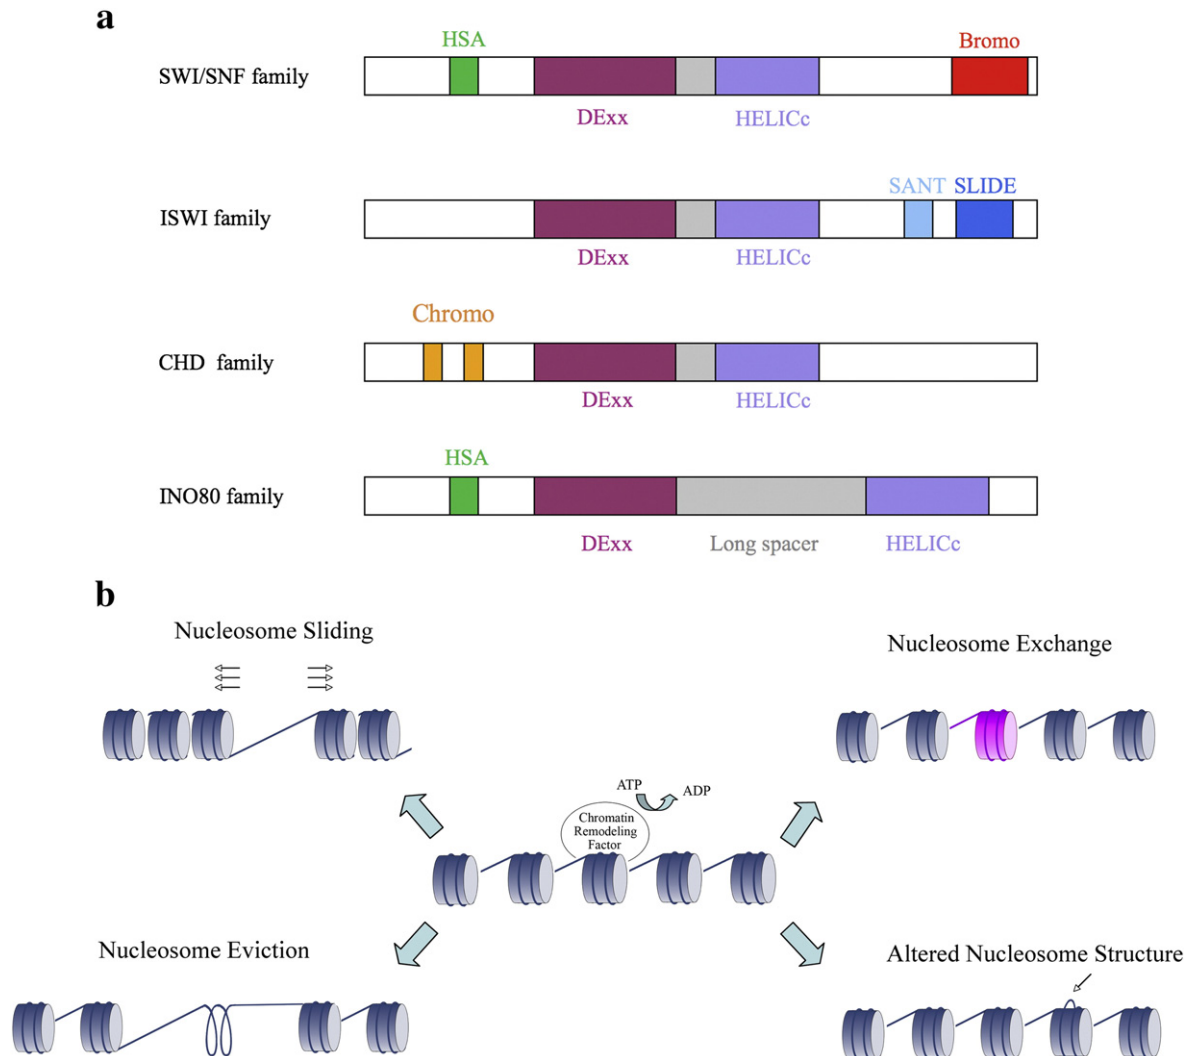 a
HSA
Bromo
SWI/SNF family
DExx
HELICc
SANT SLIDE
ISWI family
DExx
HELICc
Chromo
CHD family
DExx
HELICc
HSA
INO80 family
DExx
Long spacer
HELICc
b
Nucleosome Sliding
Nucleosome Exchange
ATP
ADP
Chromatin
Remodeling
Factor
Nucleosome Eviction
Altered Nucleosome Structure